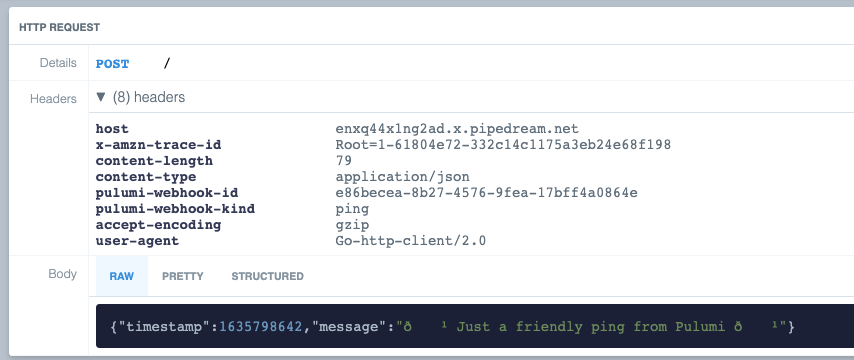 HTTP REQUEST
Details POST /
Headers ▼ (8) headers
host enxq44x1ng2ad.x.pipedream.net
x-amzn-trace-id Root=1-61804e72-332c14c1175a3eb24e68f198
content-length 79
content-type application/json
pulumi-webhook-id e86becea-8b27-4576-9fea-17bff4a0864e
pulumi-webhook-kind ping
accept-encoding gzip
user-agent Go-http-client/2.0
Body RAW PRETTY STRUCTURED
{"timestamp":1635798642,"message":"ð ¹ Just a friendly ping from Pulumi ð ¹"}